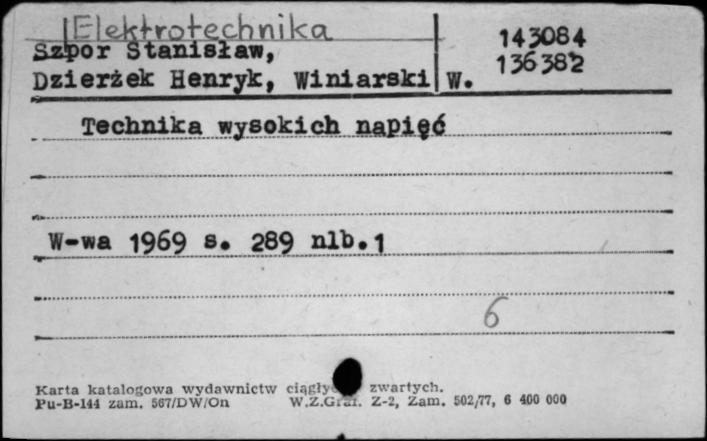 Elektrotechnika
Szpor Stanisław, 143084
Dzierżek Henryk, Winiarski W. 136382
Technika wysokich napięć
W-wa 1969 s. 289 nlb.1
6
Karta katalogowa wydawnictw zwartych.
Pu-B-144 zam. 567/DW/On W.Z.Graf. Z-2, Zam. 502/77, 6 400 000